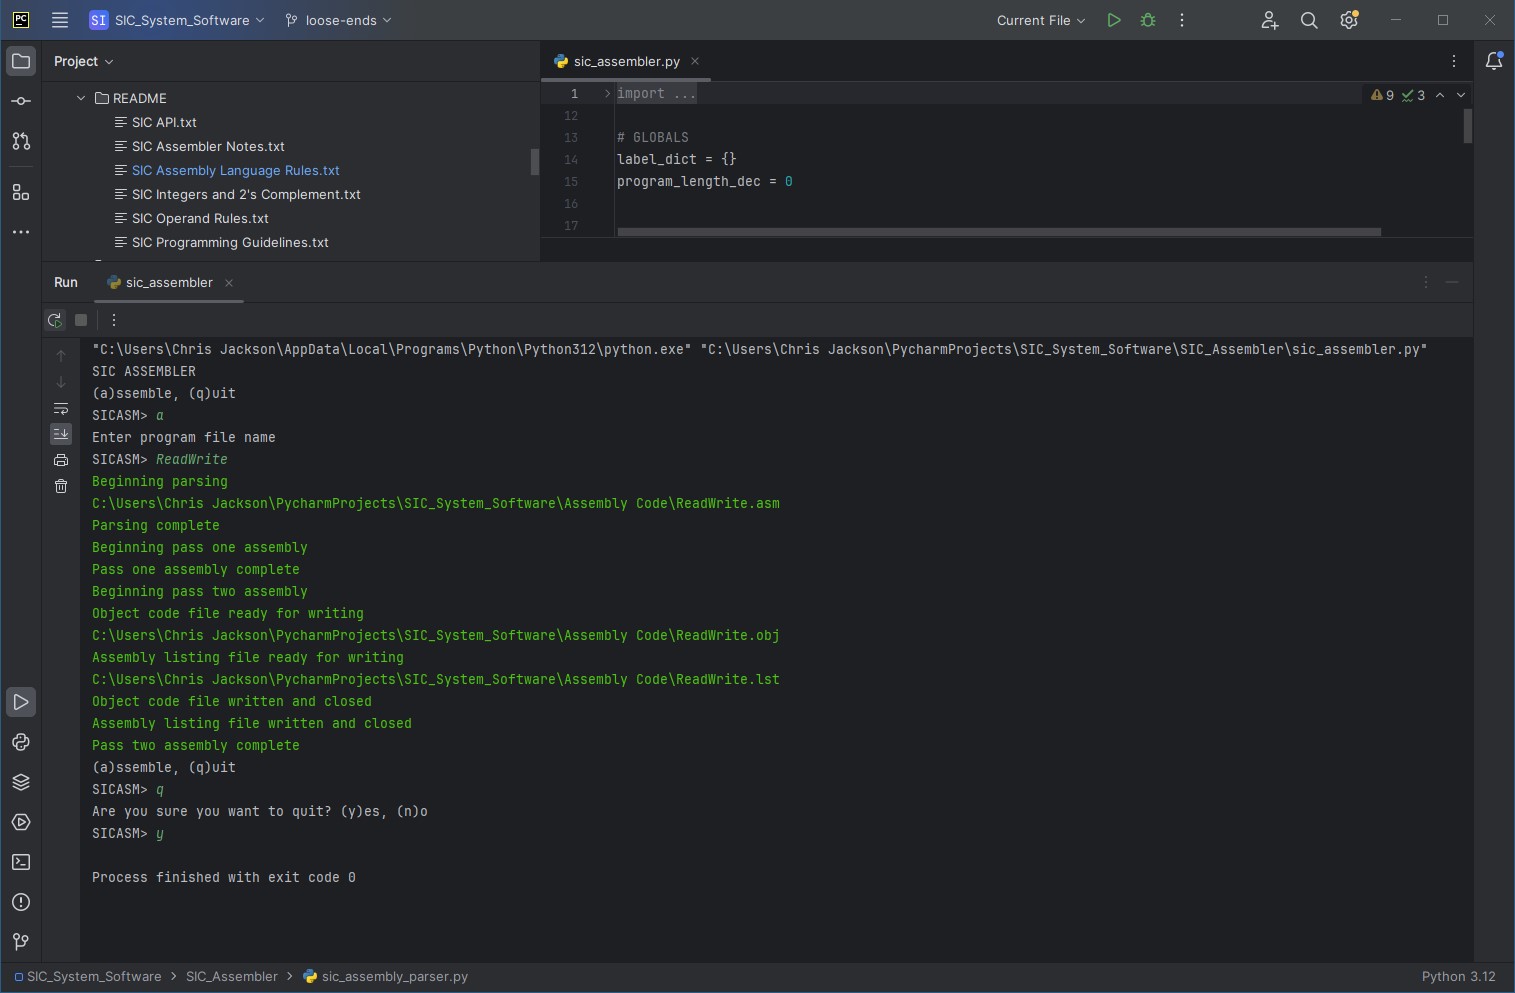 PC
SI SIC_System_Software loose-ends Current File
Project
README
SIC API.txt
SIC Assembler Notes.txt
SIC Assembly Language Rules.txt
SIC Integers and 2's Complement.txt
SIC Operand Rules.txt
SIC Programming Guidelines.txt
sic_assembler.py
1 import ... 9 3
12
13 # GLOBALS
14 label_dict = {}
15 program_length_dec = 0
16
17
Run sic_assembler
"C:\Users\Chris Jackson\AppData\Local\Programs\Python\Python312\python.exe" "C:\Users\Chris Jackson\PycharmProjects\SIC_System_Software\SIC_Assembler\sic_assembler.py"
SIC ASSEMBLER
(a)ssemble, (q)uit
SICASM> a
Enter program file name
SICASM> ReadWrite
Beginning parsing
C:\Users\Chris Jackson\PycharmProjects\SIC_System_Software\Assembly Code\ReadWrite.asm
Parsing complete
Beginning pass one assembly
Pass one assembly complete
Beginning pass two assembly
Object code file ready for writing
C:\Users\Chris Jackson\PycharmProjects\SIC_System_Software\Assembly Code\ReadWrite.obj
Assembly listing file ready for writing
C:\Users\Chris Jackson\PycharmProjects\SIC_System_Software\Assembly Code\ReadWrite.lst
Object code file written and closed
Assembly listing file written and closed
Pass two assembly complete
(a)ssemble, (q)uit
SICASM> q
Are you sure you want to quit? (y)es, (n)o
SICASM> y
Process finished with exit code 0
SIC_System_Software > SIC_Assembler > sic_assembly_parser.py Python 3.12